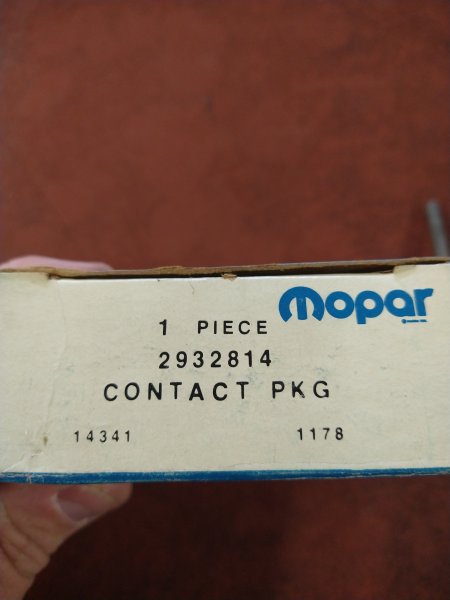 mopar
1 PIECE
2932814
CONTACT PKG
14341 1178